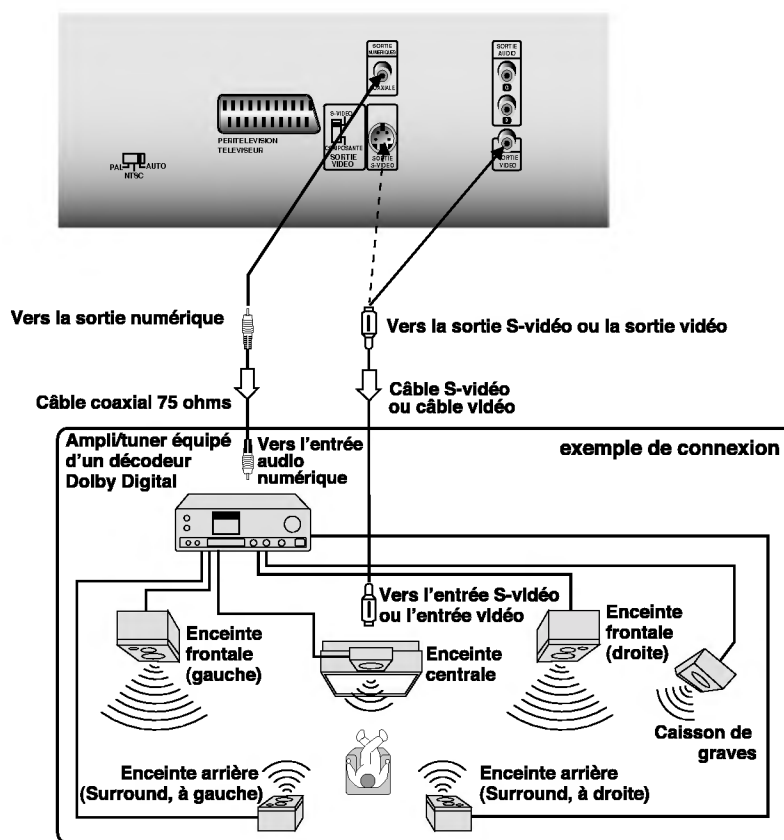 SORTIE
NUMERIQUES
COAXIALE
SORTIE
AUDIO
G
D
PERITELEVISION
TELEVISEUR
S-VIDEO
COMPOSANTE
SORTIE
VIDEO
SORTIE
S-VIDEO
SORTIE
VIDEO
PAL
AUTO
NTSC
Vers la sortie numérique
Vers la sortie S-vidéo ou la sortie vidéo
Câble coaxial 75 ohms
Câble S-vidéo
ou câble vidéo
Ampli/tuner équipé
d'un décodeur
Dolby Digital
Vers l'entrée
audio
numérique
exemple de connexion
Vers l'entrée S-vidéo
ou l'entrée vidéo
Enceinte
frontale
(gauche)
Enceinte
centrale
Enceinte
frontale
(droite)
Caisson de
graves
Enceinte arrière
(Surround, à gauche)
Enceinte arrière
(Surround, à droite)